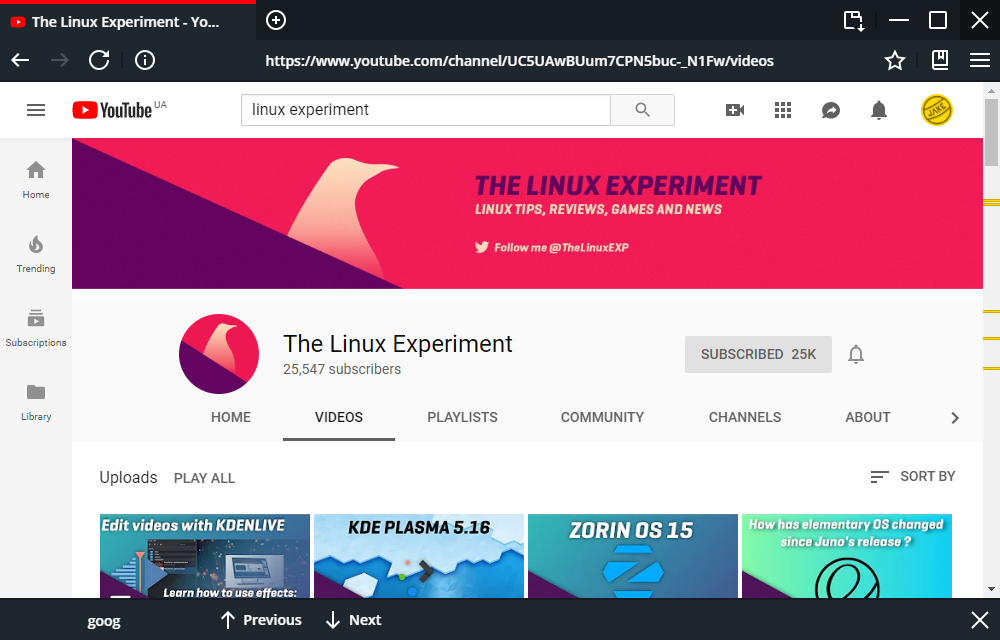 The Linux Experiment - Yo...
https://www.youtube.com/channel/UC5UAwBUum7CPN5buc-_N1Fw/videos
YouTube UA
linux experiment
JAKE
THE LINUX EXPERIMENT
LINUX TIPS, REVIEWS, GAMES AND NEWS
Follow me @TheLinuxEXP
Home
Trending
Subscriptions
Library
The Linux Experiment
25,547 subscribers
SUBSCRIBED 25K
HOME VIDEOS PLAYLISTS COMMUNITY CHANNELS ABOUT
Uploads PLAY ALL SORT BY
Edit videos with KDENLIVE
Learn how to use effects:
KDE PLASMA 5.16
ZORIN OS 15
How has elementary OS changed
since Juno's release ?
goog Previous Next